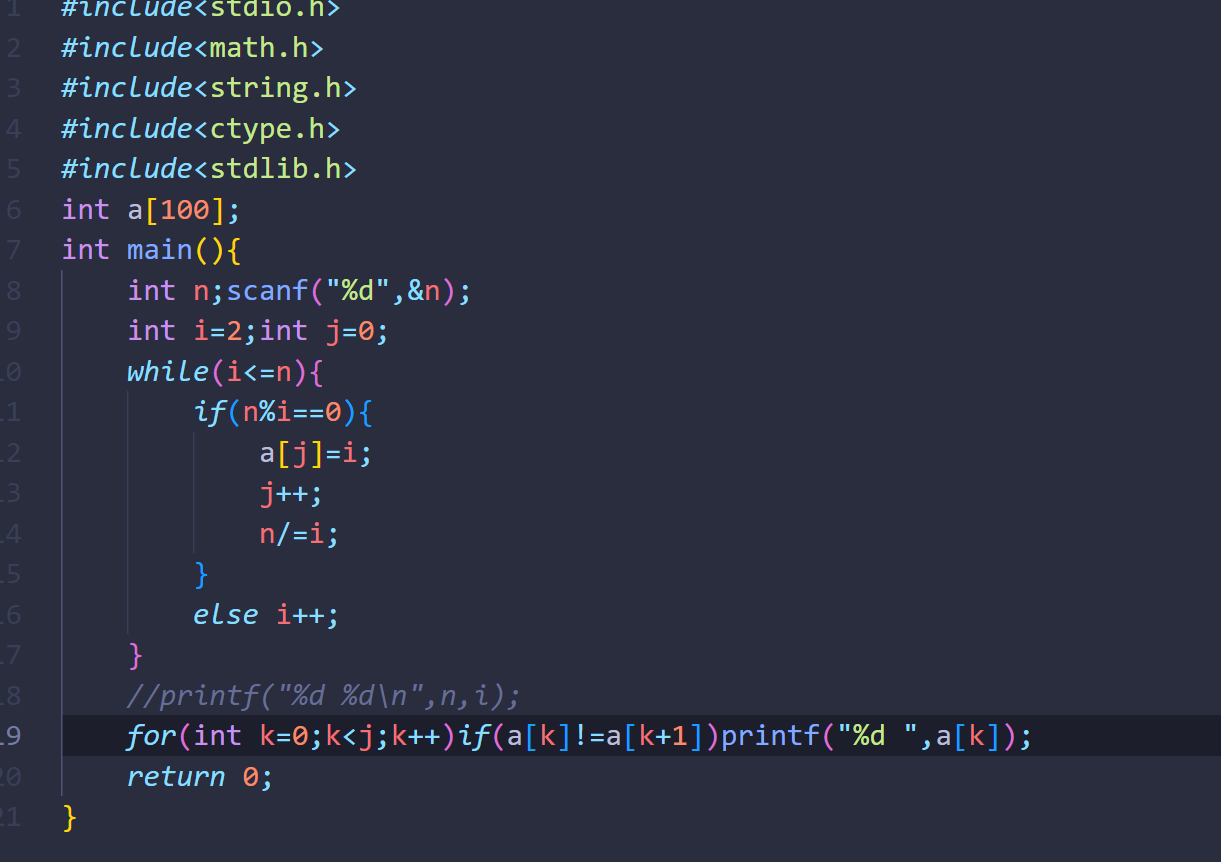 1 #include<stdio.h>
2 #include<math.h>
3 #include<string.h>
4 #include<ctype.h>
5 #include<stdlib.h>
6 int a[100];
7 int main(){
8 int n;scanf("%d",&n);
9 int i=2;int j=0;
10 while(i<=n){
11 if(n%i==0){
12 a[j]=i;
13 j++;
14 n/=i;
15 }
16 else i++;
17 }
18 //printf("%d %d\n",n,i);
19 for(int k=0;k<j;k++)if(a[k]!=a[k+1])printf("%d ",a[k]);
20 return 0;
21 }